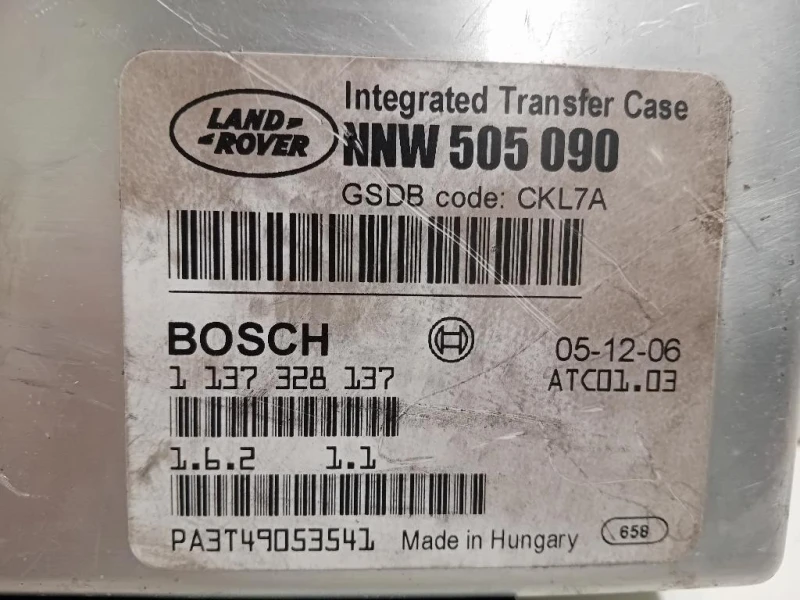 LAND ROVER
Integrated Transfer Case
NNW 505 090
GSDB code: CKL7A
BOSCH
05-12-06
1 137 328 137
ATC01.03
1.6.2 1.1
PA3T49053541
Made in Hungary
658